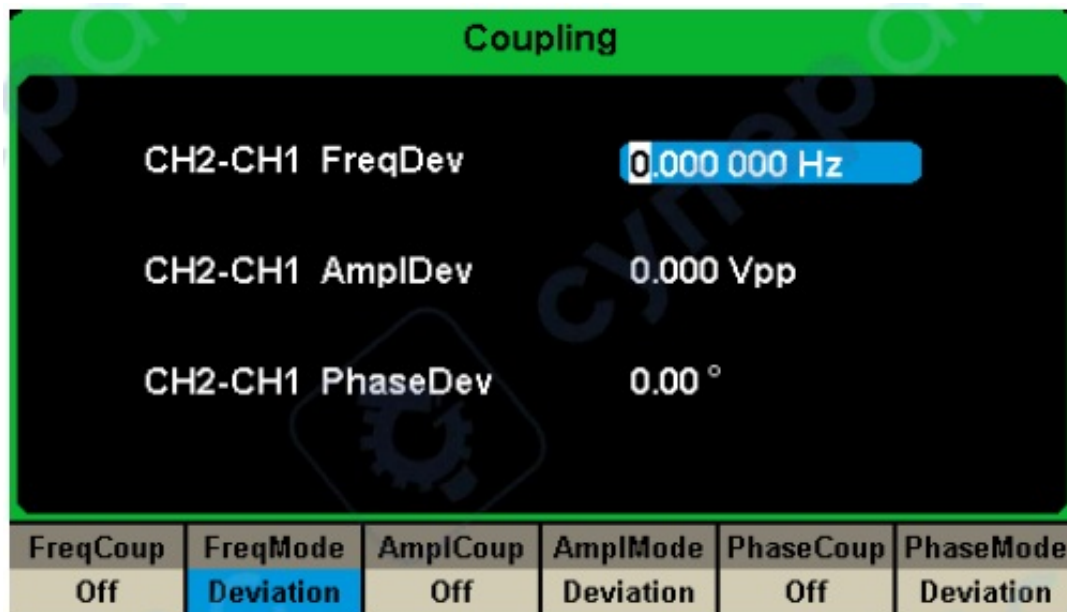 Coupling
CH2-CH1 FreqDev 0.000 000 Hz
CH2-CH1 AmplDev 0.000 Vpp
CH2-CH1 PhaseDev 0.00 °
FreqCoup FreqMode AmplCoup AmplMode PhaseCoup PhaseMode
Off Deviation Off Deviation Off Deviation
супер